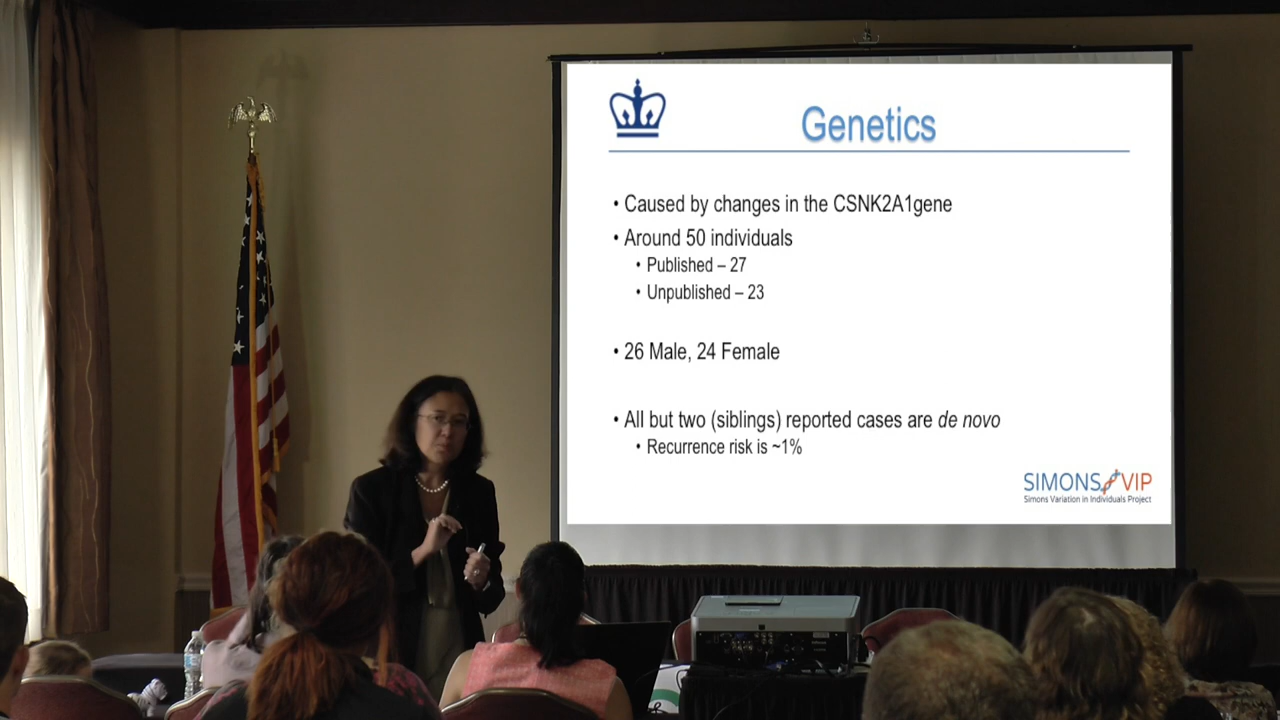 Genetics
• Caused by changes in the CSNK2A1gene
• Around 50 individuals
• Published – 27
• Unpublished – 23
• 26 Male, 24 Female
• All but two (siblings) reported cases are de novo
• Recurrence risk is ~1%
SIMONS VIP
Simons Variation in Individuals Project